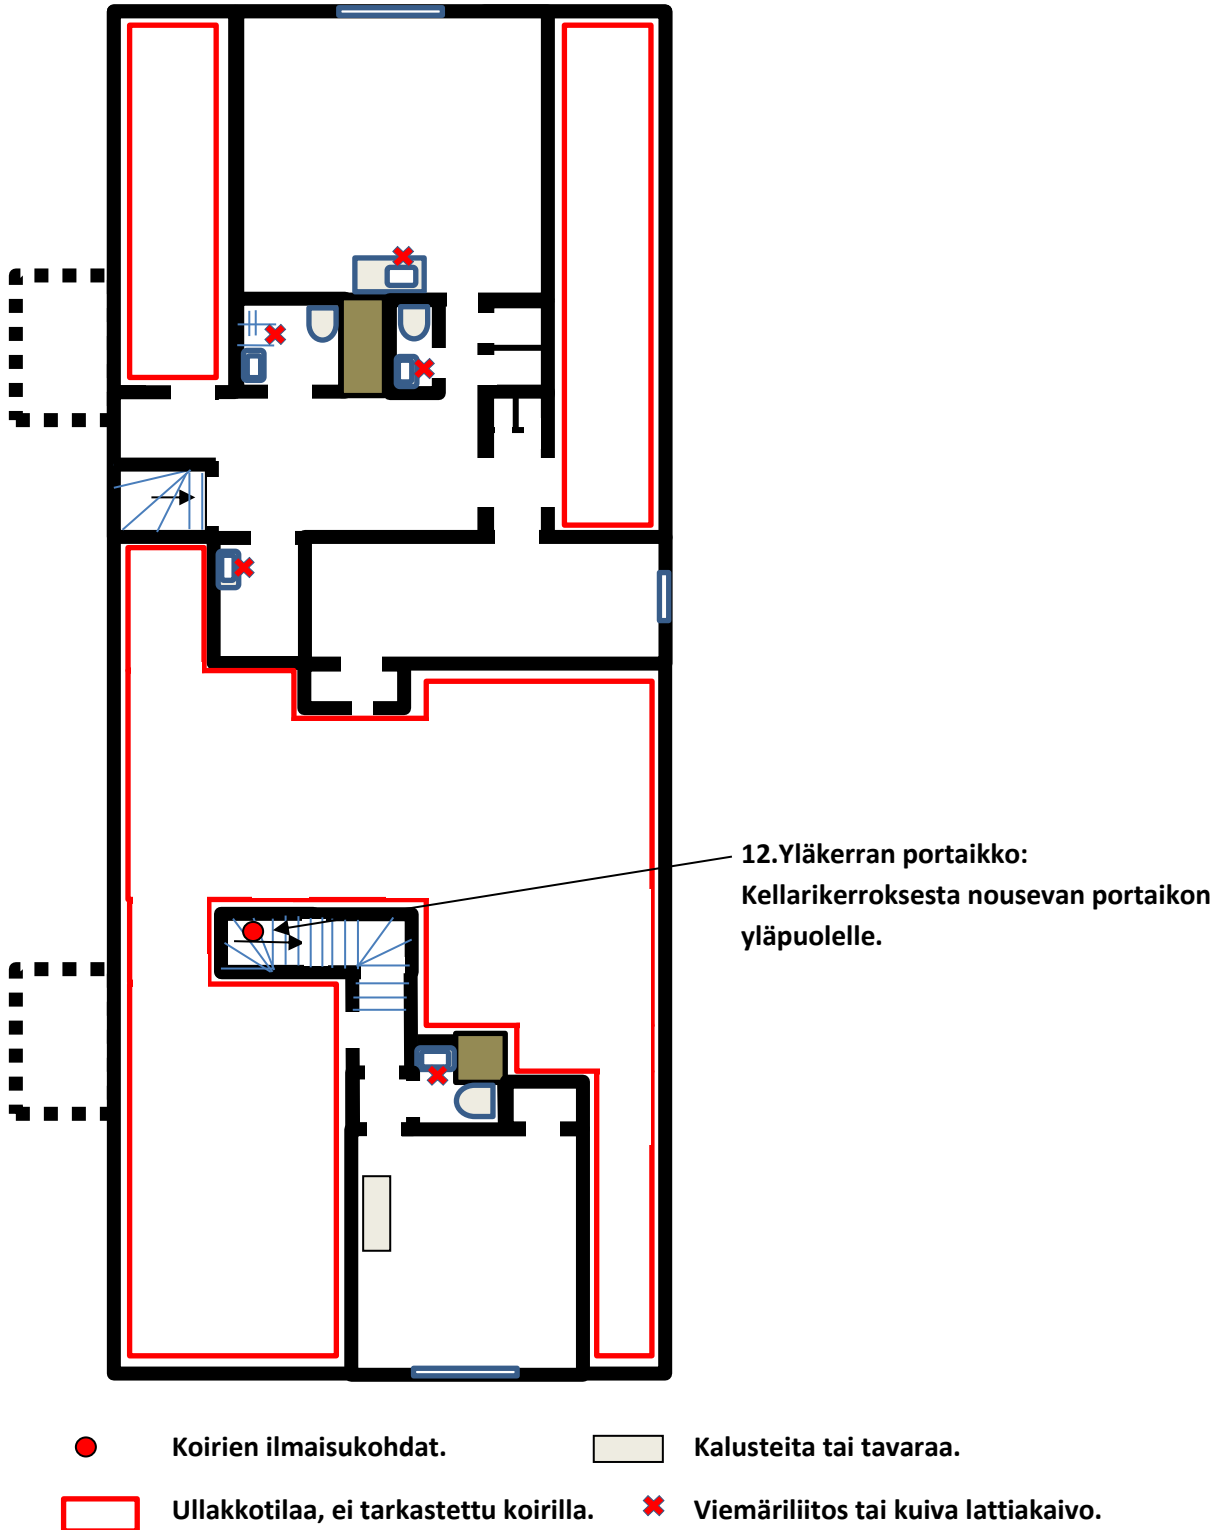 12.Yläkerran portaikko:
Kellarikerroksesta nousevan portaikon
yläpuolelle.
Koirien ilmaisukohdat.
Kalusteita tai tavaraa.
Ullakkotilaa, ei tarkastettu koirilla.
Viemäriliitos tai kuiva lattiakaivo.